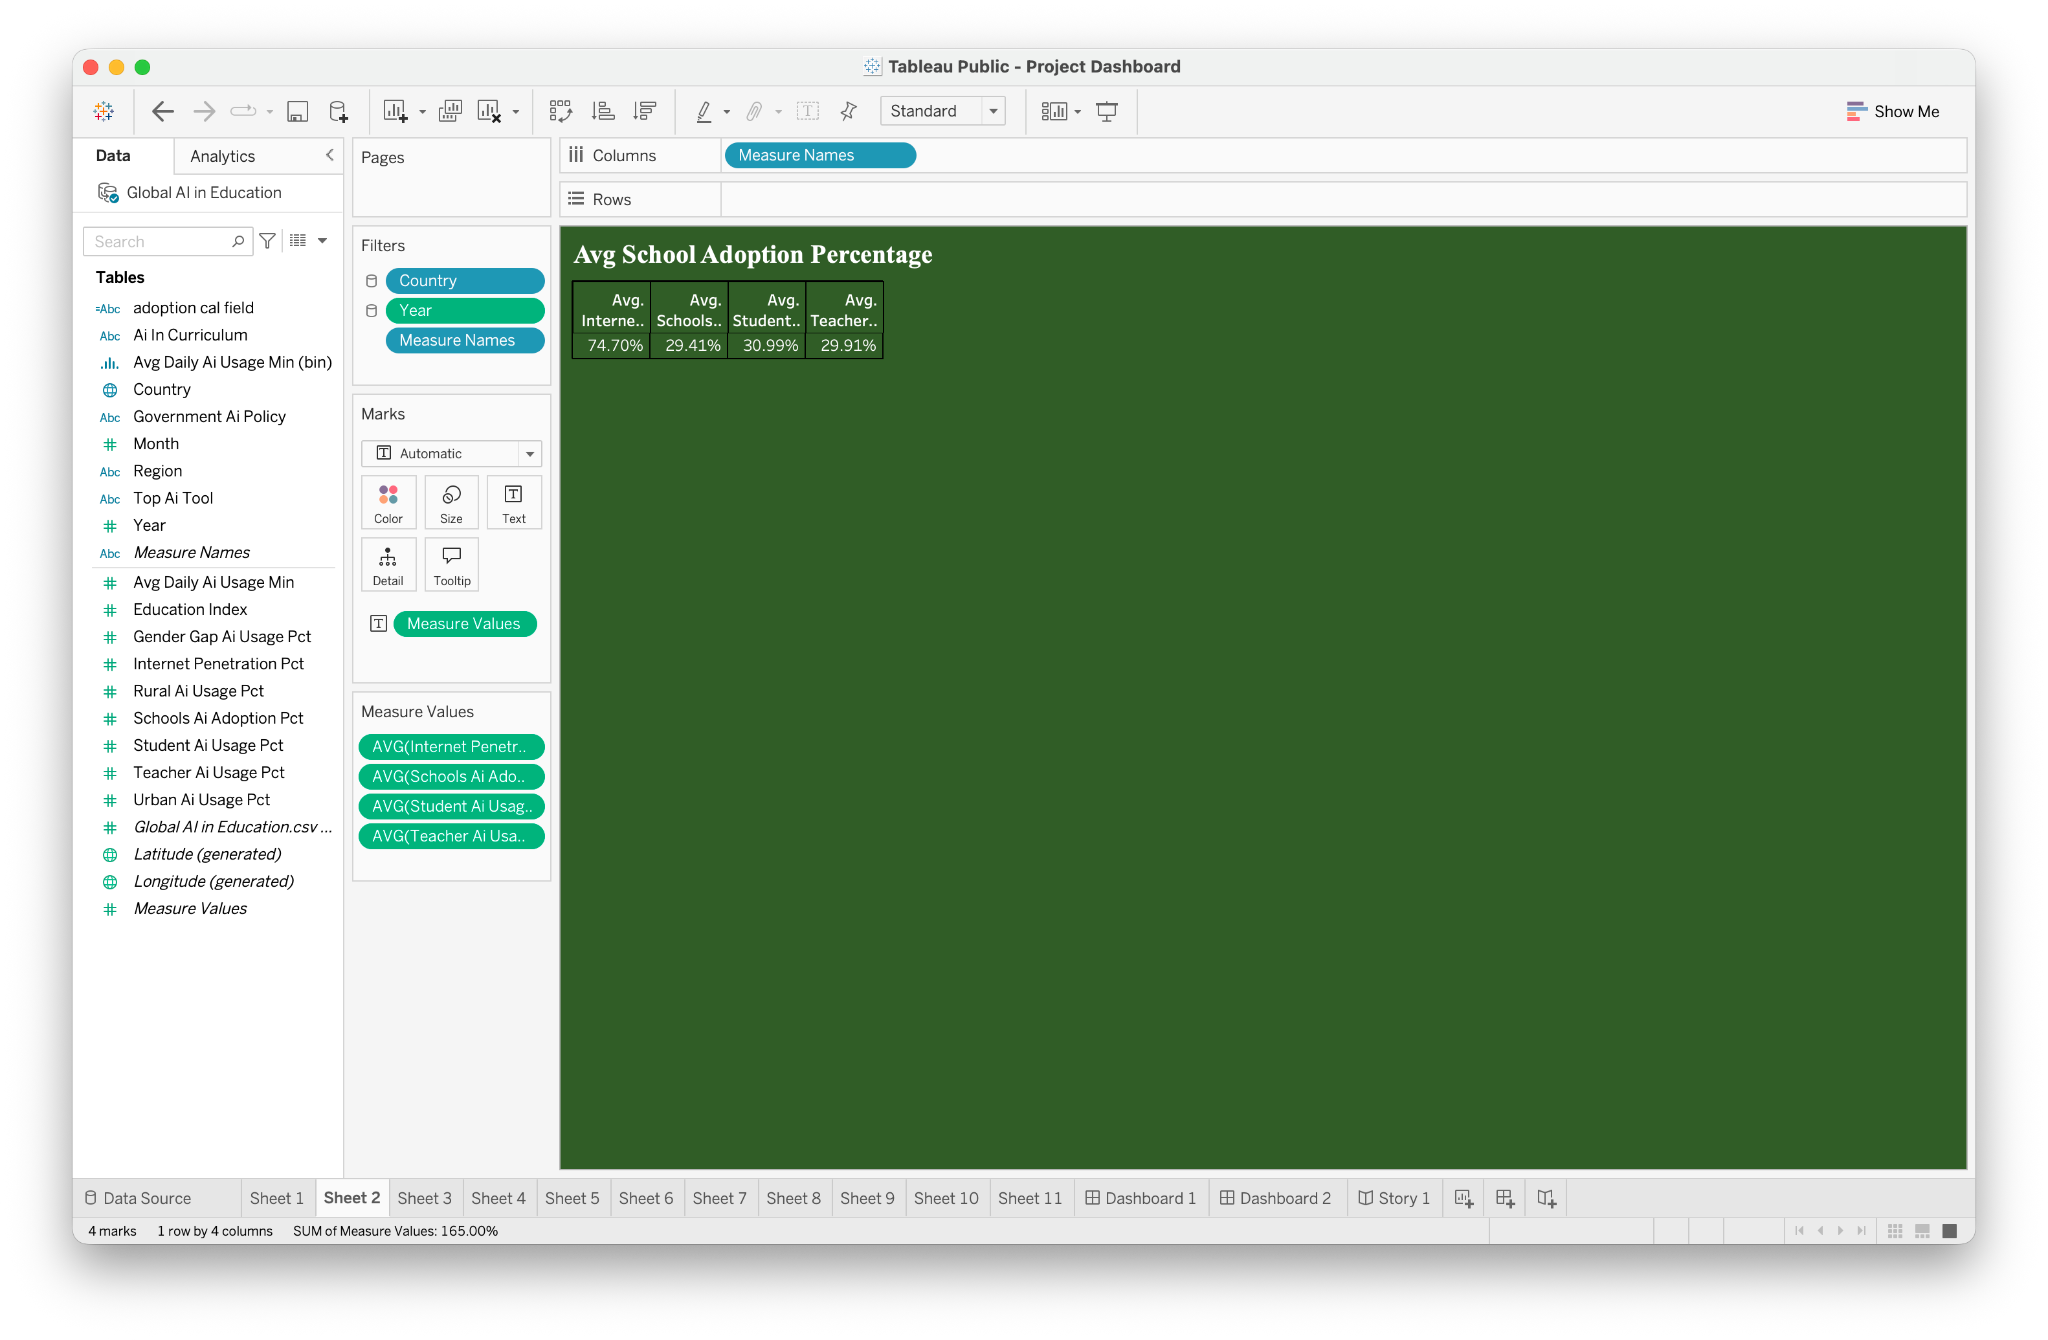 Tableau Public - Project Dashboard
Standard
Show Me
Data
Analytics
Global AI in Education
Search
Tables
=Abc adoption cal field
Abc Ai In Curriculum
Avg Daily Ai Usage Min (bin)
Country
Abc Government Ai Policy
Month
Abc Region
Abc Top Ai Tool
Year
Abc Measure Names
Avg Daily Ai Usage Min
Education Index
Gender Gap Ai Usage Pct
Internet Penetration Pct
Rural Ai Usage Pct
Schools Ai Adoption Pct
Student Ai Usage Pct
Teacher Ai Usage Pct
Urban Ai Usage Pct
Global AI in Education.csv ...
Latitude (generated)
Longitude (generated)
Measure Values
Pages
Filters
Country
Year
Measure Names
Marks
Automatic
Color Size Text
Detail Tooltip
Measure Values
Measure Values
AVG(Internet Penetr..
AVG(Schools Ai Ado..
AVG(Student Ai Usag..
AVG(Teacher Ai Usa..
Columns
Measure Names
Rows
Avg School Adoption Percentage
Avg. Avg. Avg. Avg.
Interne.. Schools.. Student.. Teacher..
74.70% 29.41% 30.99% 29.91%
Data Source Sheet 1 Sheet 2 Sheet 3 Sheet 4 Sheet 5 Sheet 6 Sheet 7 Sheet 8 Sheet 9 Sheet 10 Sheet 11 Dashboard 1 Dashboard 2 Story 1
4 marks 1 row by 4 columns SUM of Measure Values: 165.00%